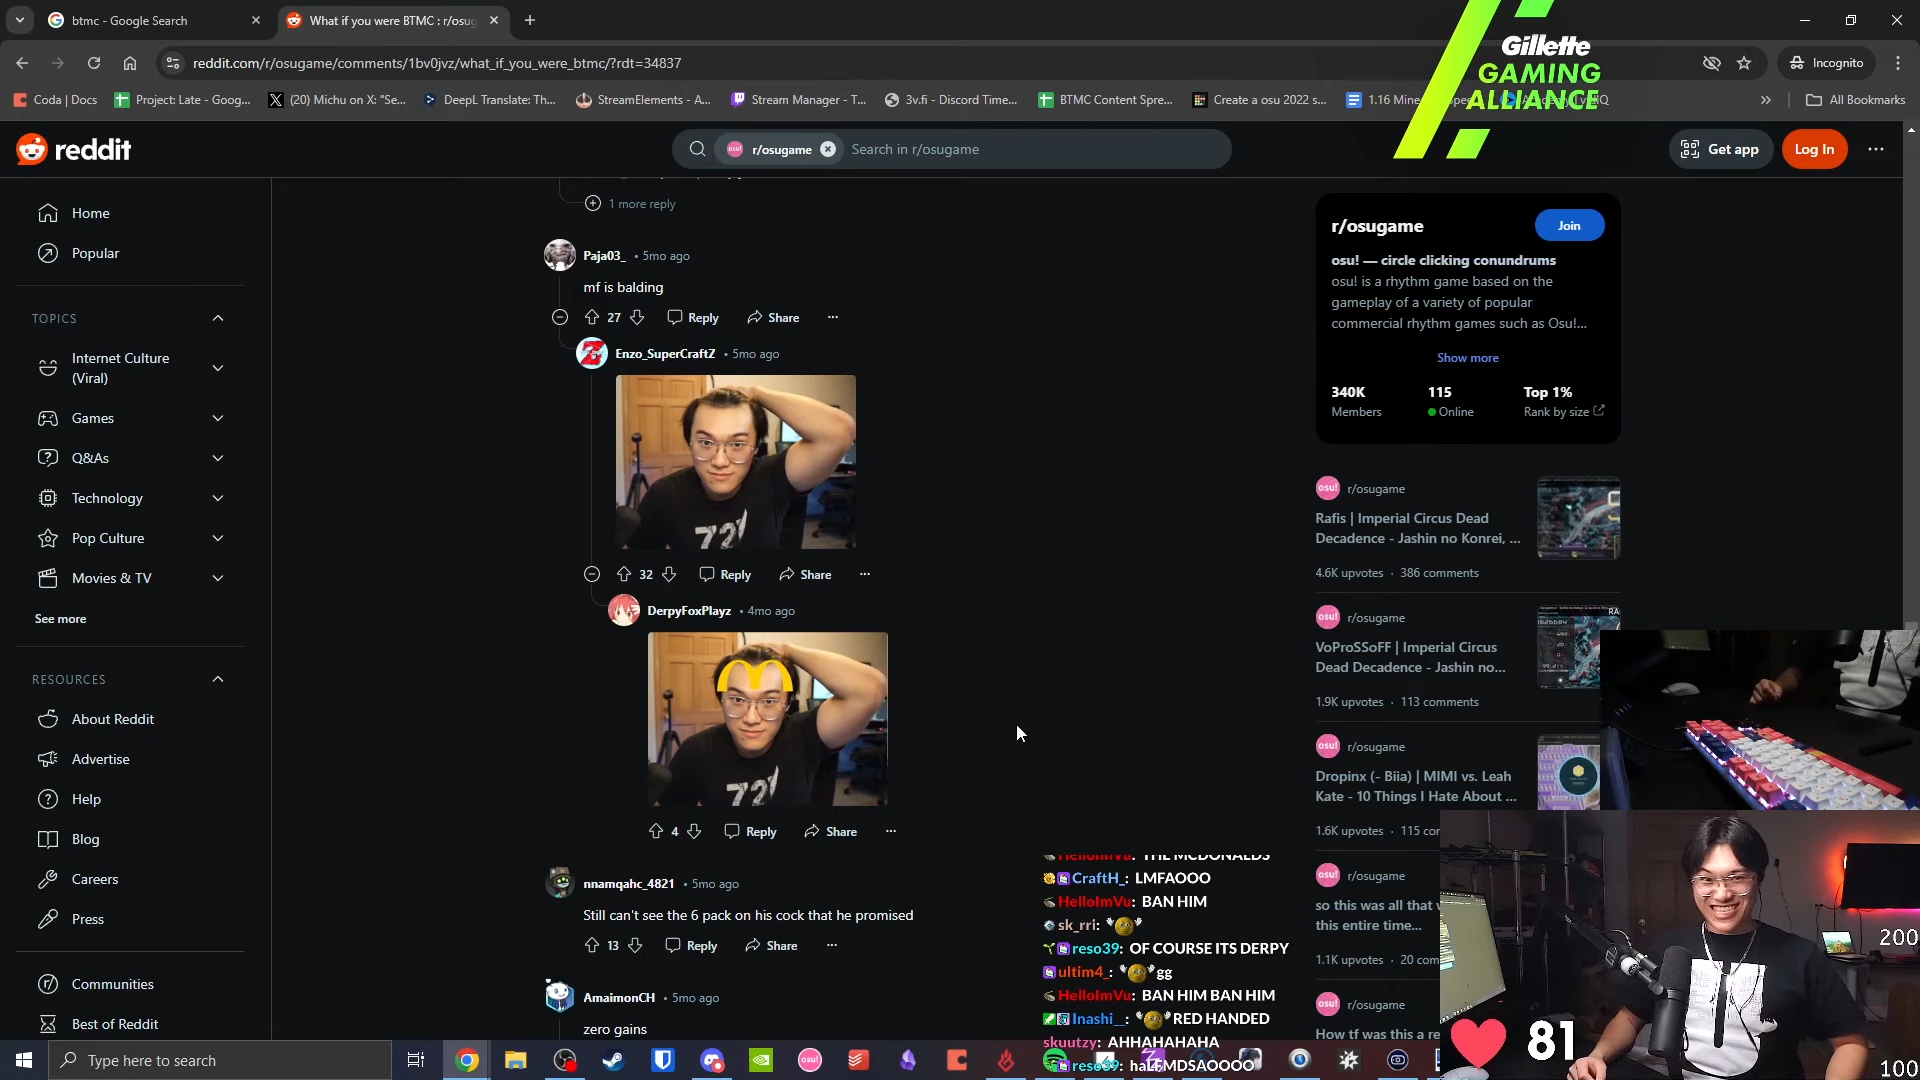 btmc - Google Search
What if you were BTMC : r/osug
reddit.com/r/osugame/comments/1bv0jvz/what_if_you_were_btmc/?rdt=34837
Incognito
Coda | Docs
Project: Late - Goog...
(20) Michu on X: "Se...
DeepL Translate: Th...
StreamElements - A...
Stream Manager - T...
3v.fi - Discord Time...
BTMC Content Spre...
Create a osu 2022 s...
All Bookmarks
Gillette
GAMING
ALLIANCE
reddit
r/osugame
Search in r/osugame
Get app
Log In
Home
Popular
TOPICS
Internet Culture
(Viral)
Games
Q&As
Technology
Pop Culture
Movies & TV
See more
RESOURCES
About Reddit
Advertise
Help
Blog
Careers
Press
Communities
Best of Reddit
1 more reply
Paja03_ • 5mo ago
mf is balding
27 Reply Share
Enzo_SuperCraftZ • 5mo ago
32 Reply Share
DerpyFoxPlayz • 4mo ago
4 Reply Share
nnamqahc_4821 • 5mo ago
Still can't see the 6 pack on his cock that he promised
13 Reply Share
AmaimonCH • 5mo ago
zero gains
r/osugame
Join
osu! — circle clicking conundrums
osu! is a rhythm game based on the
gameplay of a variety of popular
commercial rhythm games such as Osu!...
Show more
340K
Members
115
Online
Top 1%
Rank by size
r/osugame
Rafis | Imperial Circus Dead
Decadence - Jashin no Konrei, ...
4.6K upvotes · 386 comments
r/osugame
VoProSSoFF | Imperial Circus
Dead Decadence - Jashin no...
1.9K upvotes · 113 comments
r/osugame
Dropinx (- Biia) | MIMI vs. Leah
Kate - 10 Things I Hate About ...
1.6K upvotes · 115 cor
r/osugame
so this was all that
this entire time...
1.1K upvotes · 20 com
r/osugame
How tf was this a re
HelloImVu: THE MCDONALDS
CraftH_: LMFAOOO
HelloImVu: BAN HIM
sk_rri:
reso39: OF COURSE ITS DERPY
ultim4_: gg
HelloImVu: BAN HIM BAN HIM
Inashi__: RED HANDED
skuutzy: AHHAHAHAHA
81
200
100
Type here to search